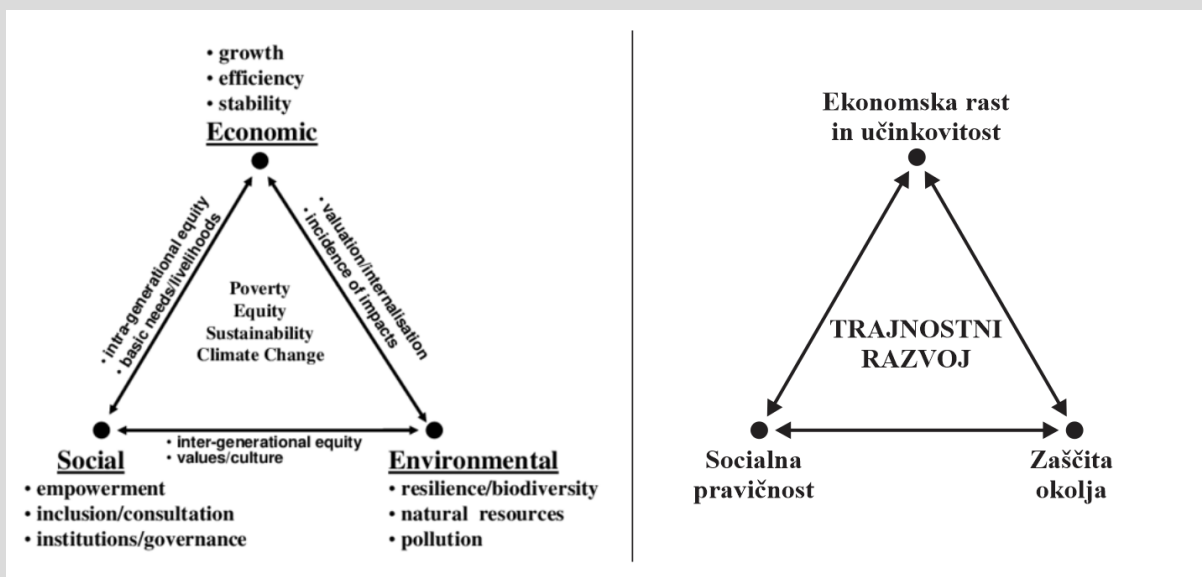 • growth
• efficiency
• stability
Economic
• intra-generational equity
• basic needs/livelihoods
• valuation/internalisation
• incidence of impacts
Poverty
Equity
Sustainability
Climate Change
• inter-generational equity
• values/culture
Social
• empowerment
• inclusion/consultation
• institutions/governance
Environmental
• resilience/biodiversity
• natural resources
• pollution
Ekonomska rast
in učinkovitost
TRAJNOSTNI
RAZVOJ
Socialna
pravičnost
Zaščita
okolja